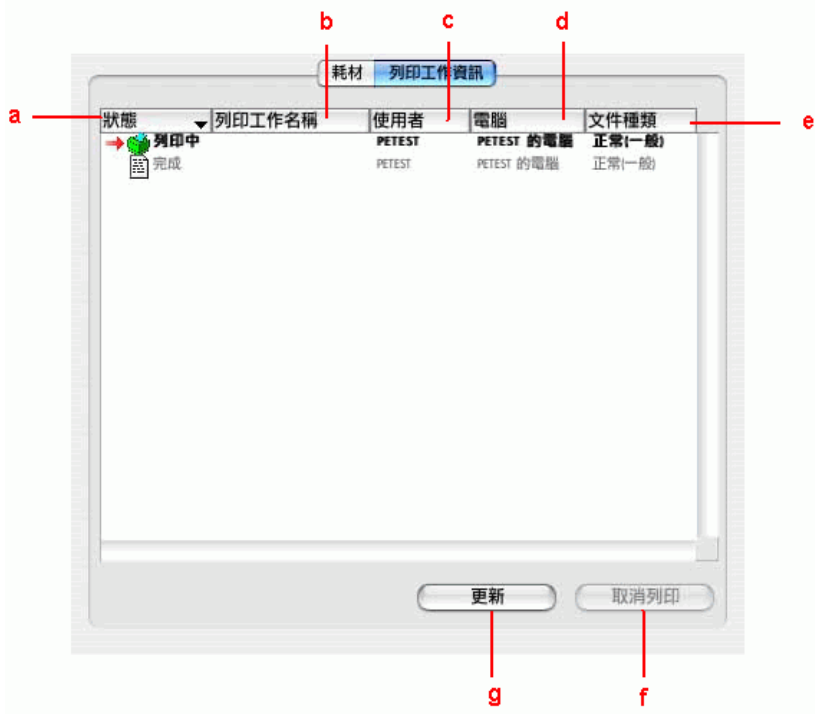 b c d
耗材 列印工作資訊
a 狀態 列印工作名稱 使用者 電腦 文件種類 e
列印中 PETEST PETEST 的電腦 正常(一般)
完成 PETEST PETEST 的電腦 正常(一般)
更新 取消列印
g f